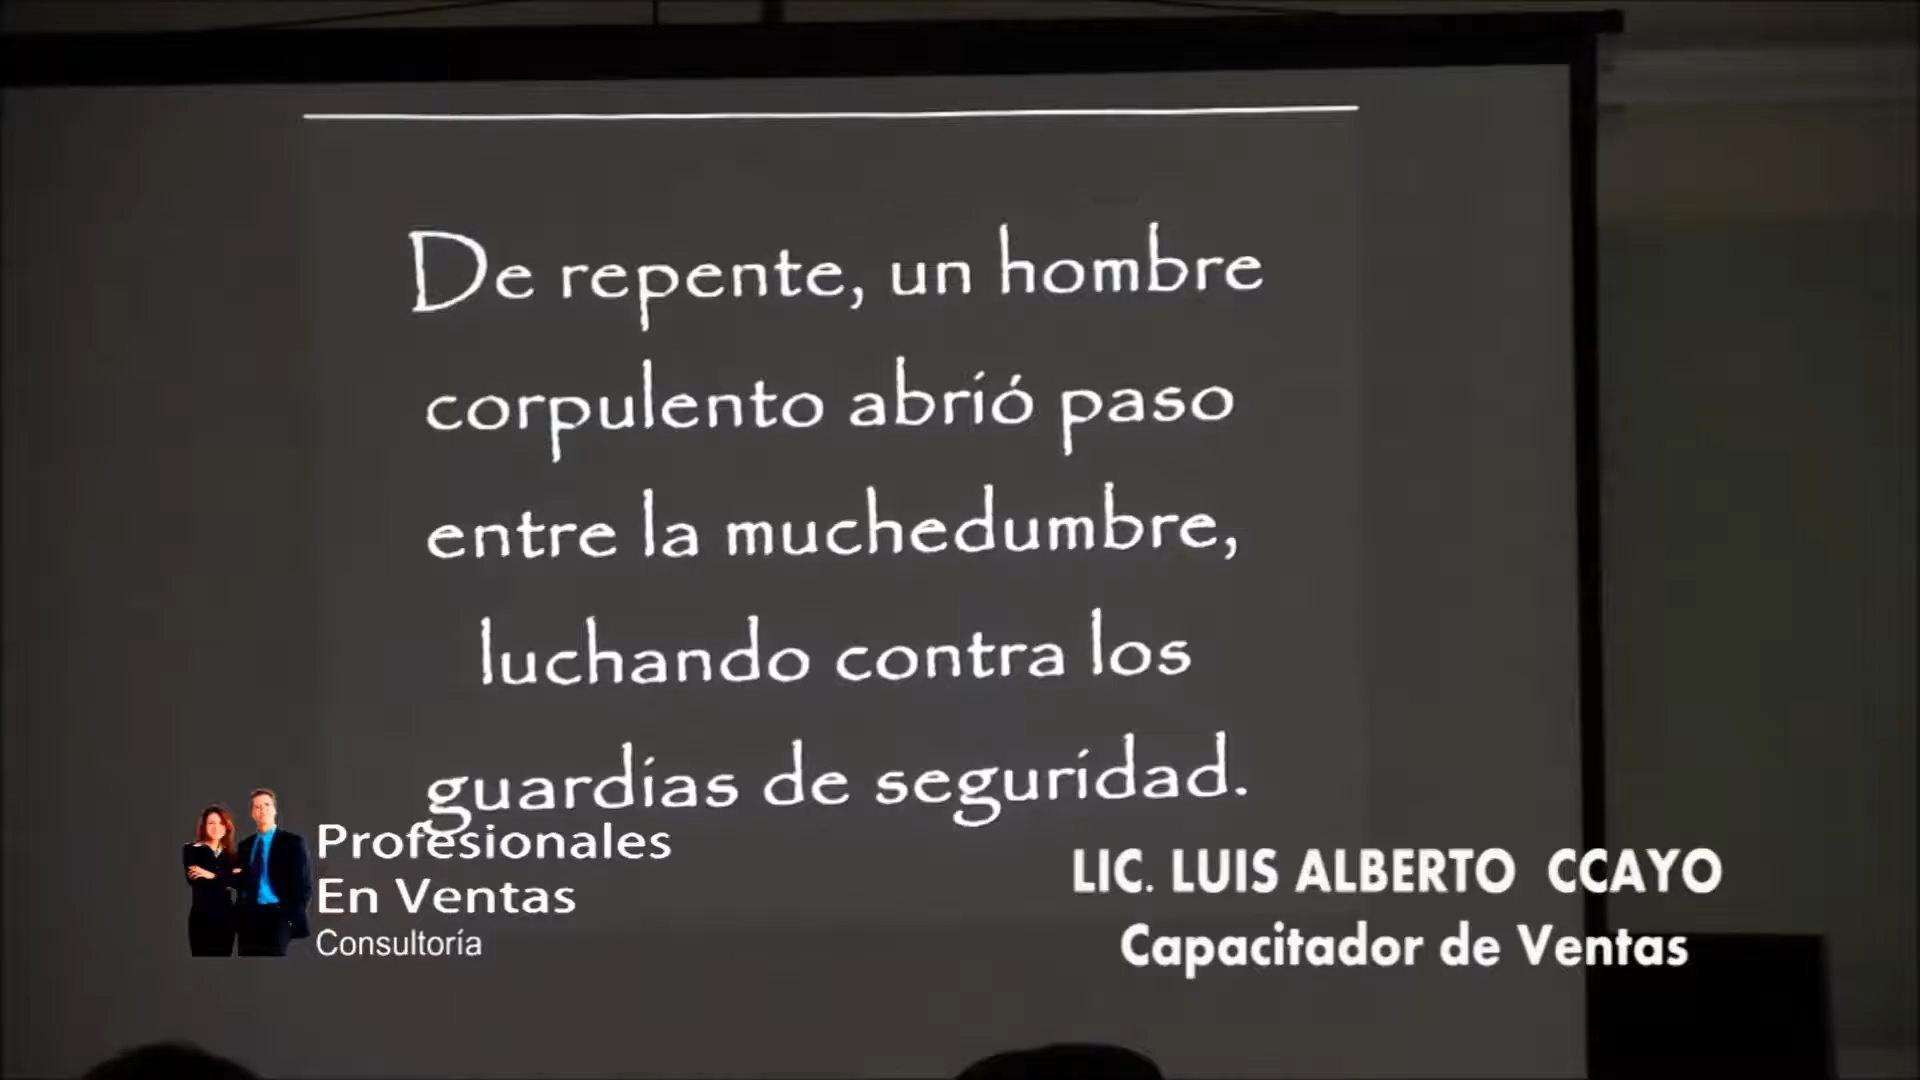 De repente, un hombre
corpulento abrió paso
entre la muchedumbre,
luchando contra los
guardias de seguridad.
Profesionales
En Ventas
Consultoría
LIC. LUIS ALBERTO CCAYO
Capacitador de Ventas